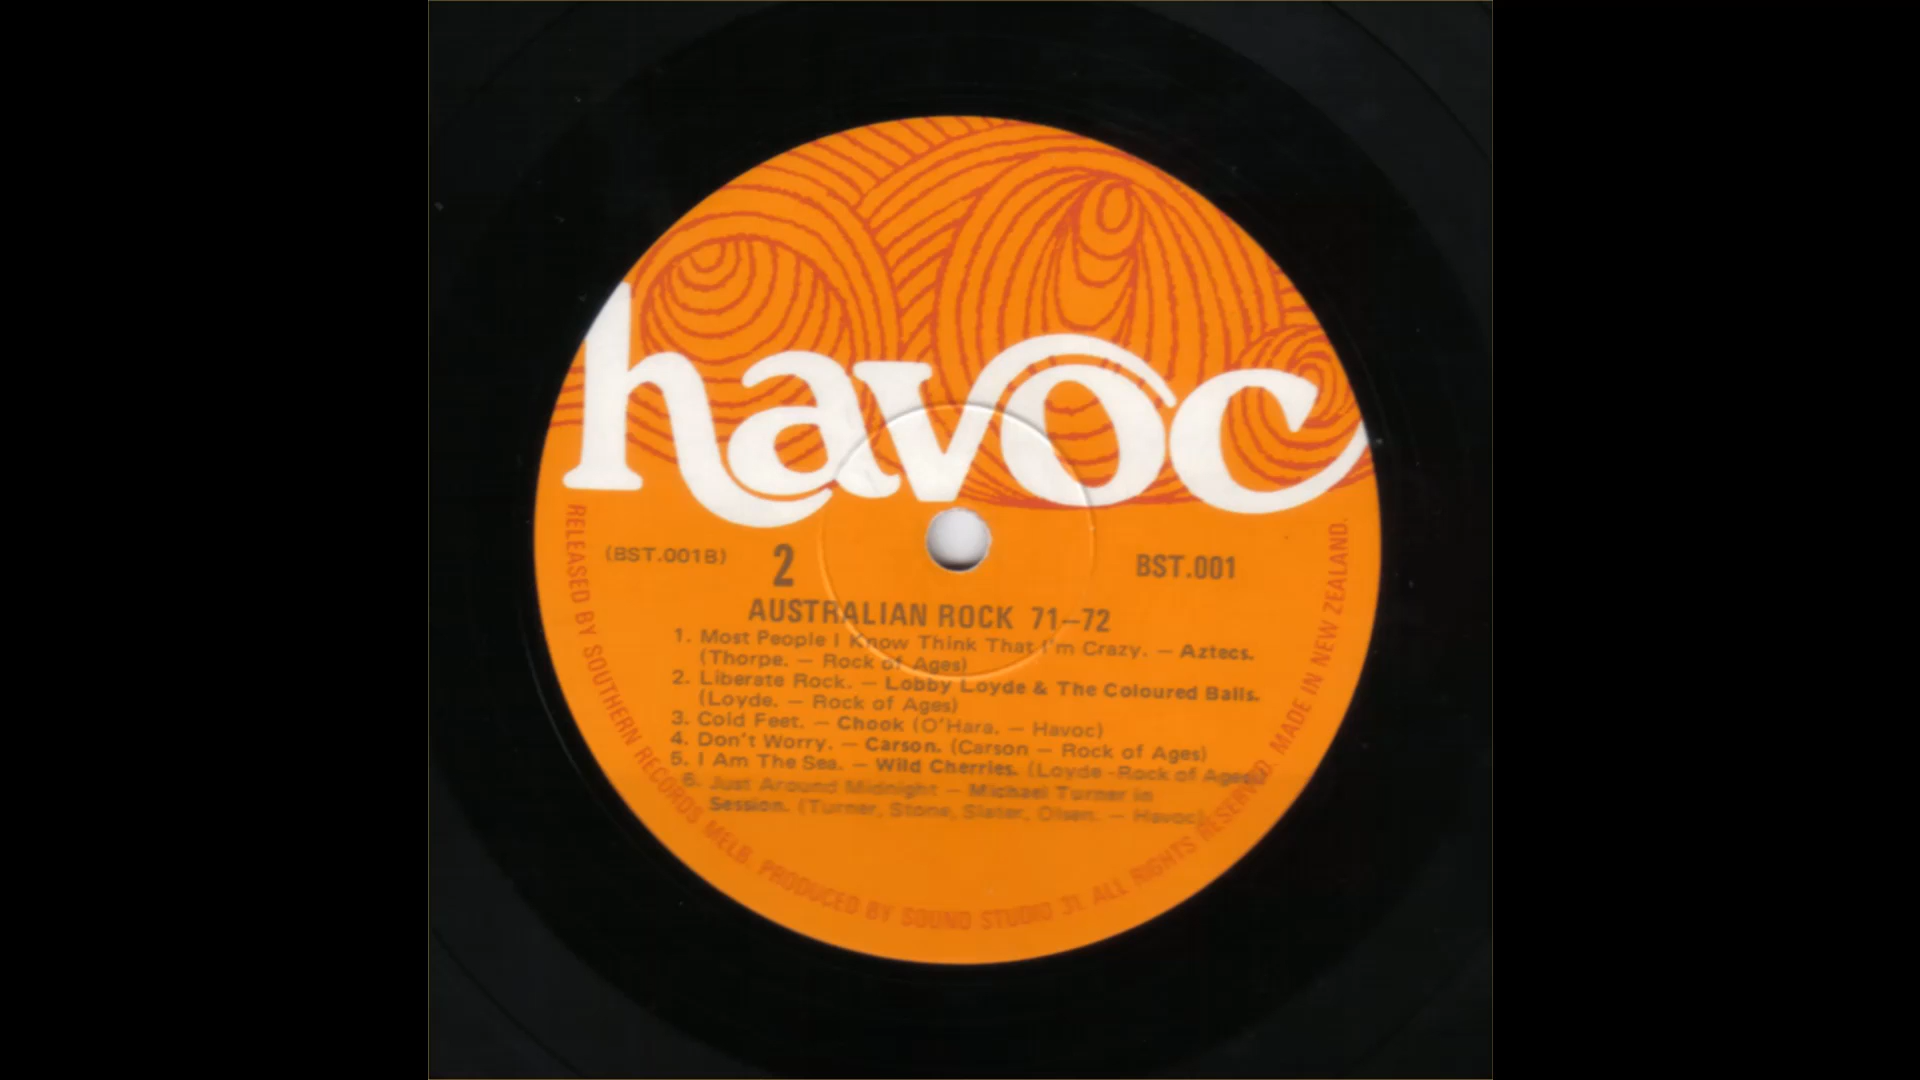 havoc
(BST.001B) 2 BST.001
AUSTRALIAN ROCK 71–72
1. Most People I Know Think That I'm Crazy. — Aztecs.
(Thorpe. — Rock of Ages)
2. Liberate Rock. — Lobby Loyde & The Coloured Balls.
(Loyde. — Rock of Ages)
3. Cold Feet. — Chook (O'Hara. — Havoc)
4. Don't Worry. — Carson. (Carson — Rock of Ages)
5. I Am The Sea. — Wild Cherries. (Loyde -Rock of Ages)
6. Just Around Midnight — Michael Turner in
Session. (Turner, Stone, Slater, Olsen. — Havoc)
RELEASED BY SOUTHERN RECORDS MELB. PRODUCED BY SOUND STUDIO 31. ALL RIGHTS RESERVED. MADE IN NEW ZEALAND.